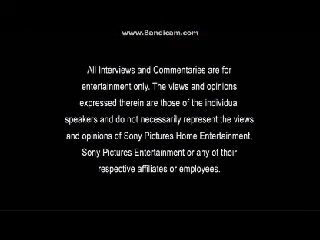 www.Bandicam.com
All Interviews and Commentaries are for
entertainment only. The views and opinions
expressed therein are those of the individua
speakers and do not necessarily represent the views
and opinions of Sony Pictures Home Entertainment,
Sony Pictures Entertainment or any of their
respective affiliates or employees.